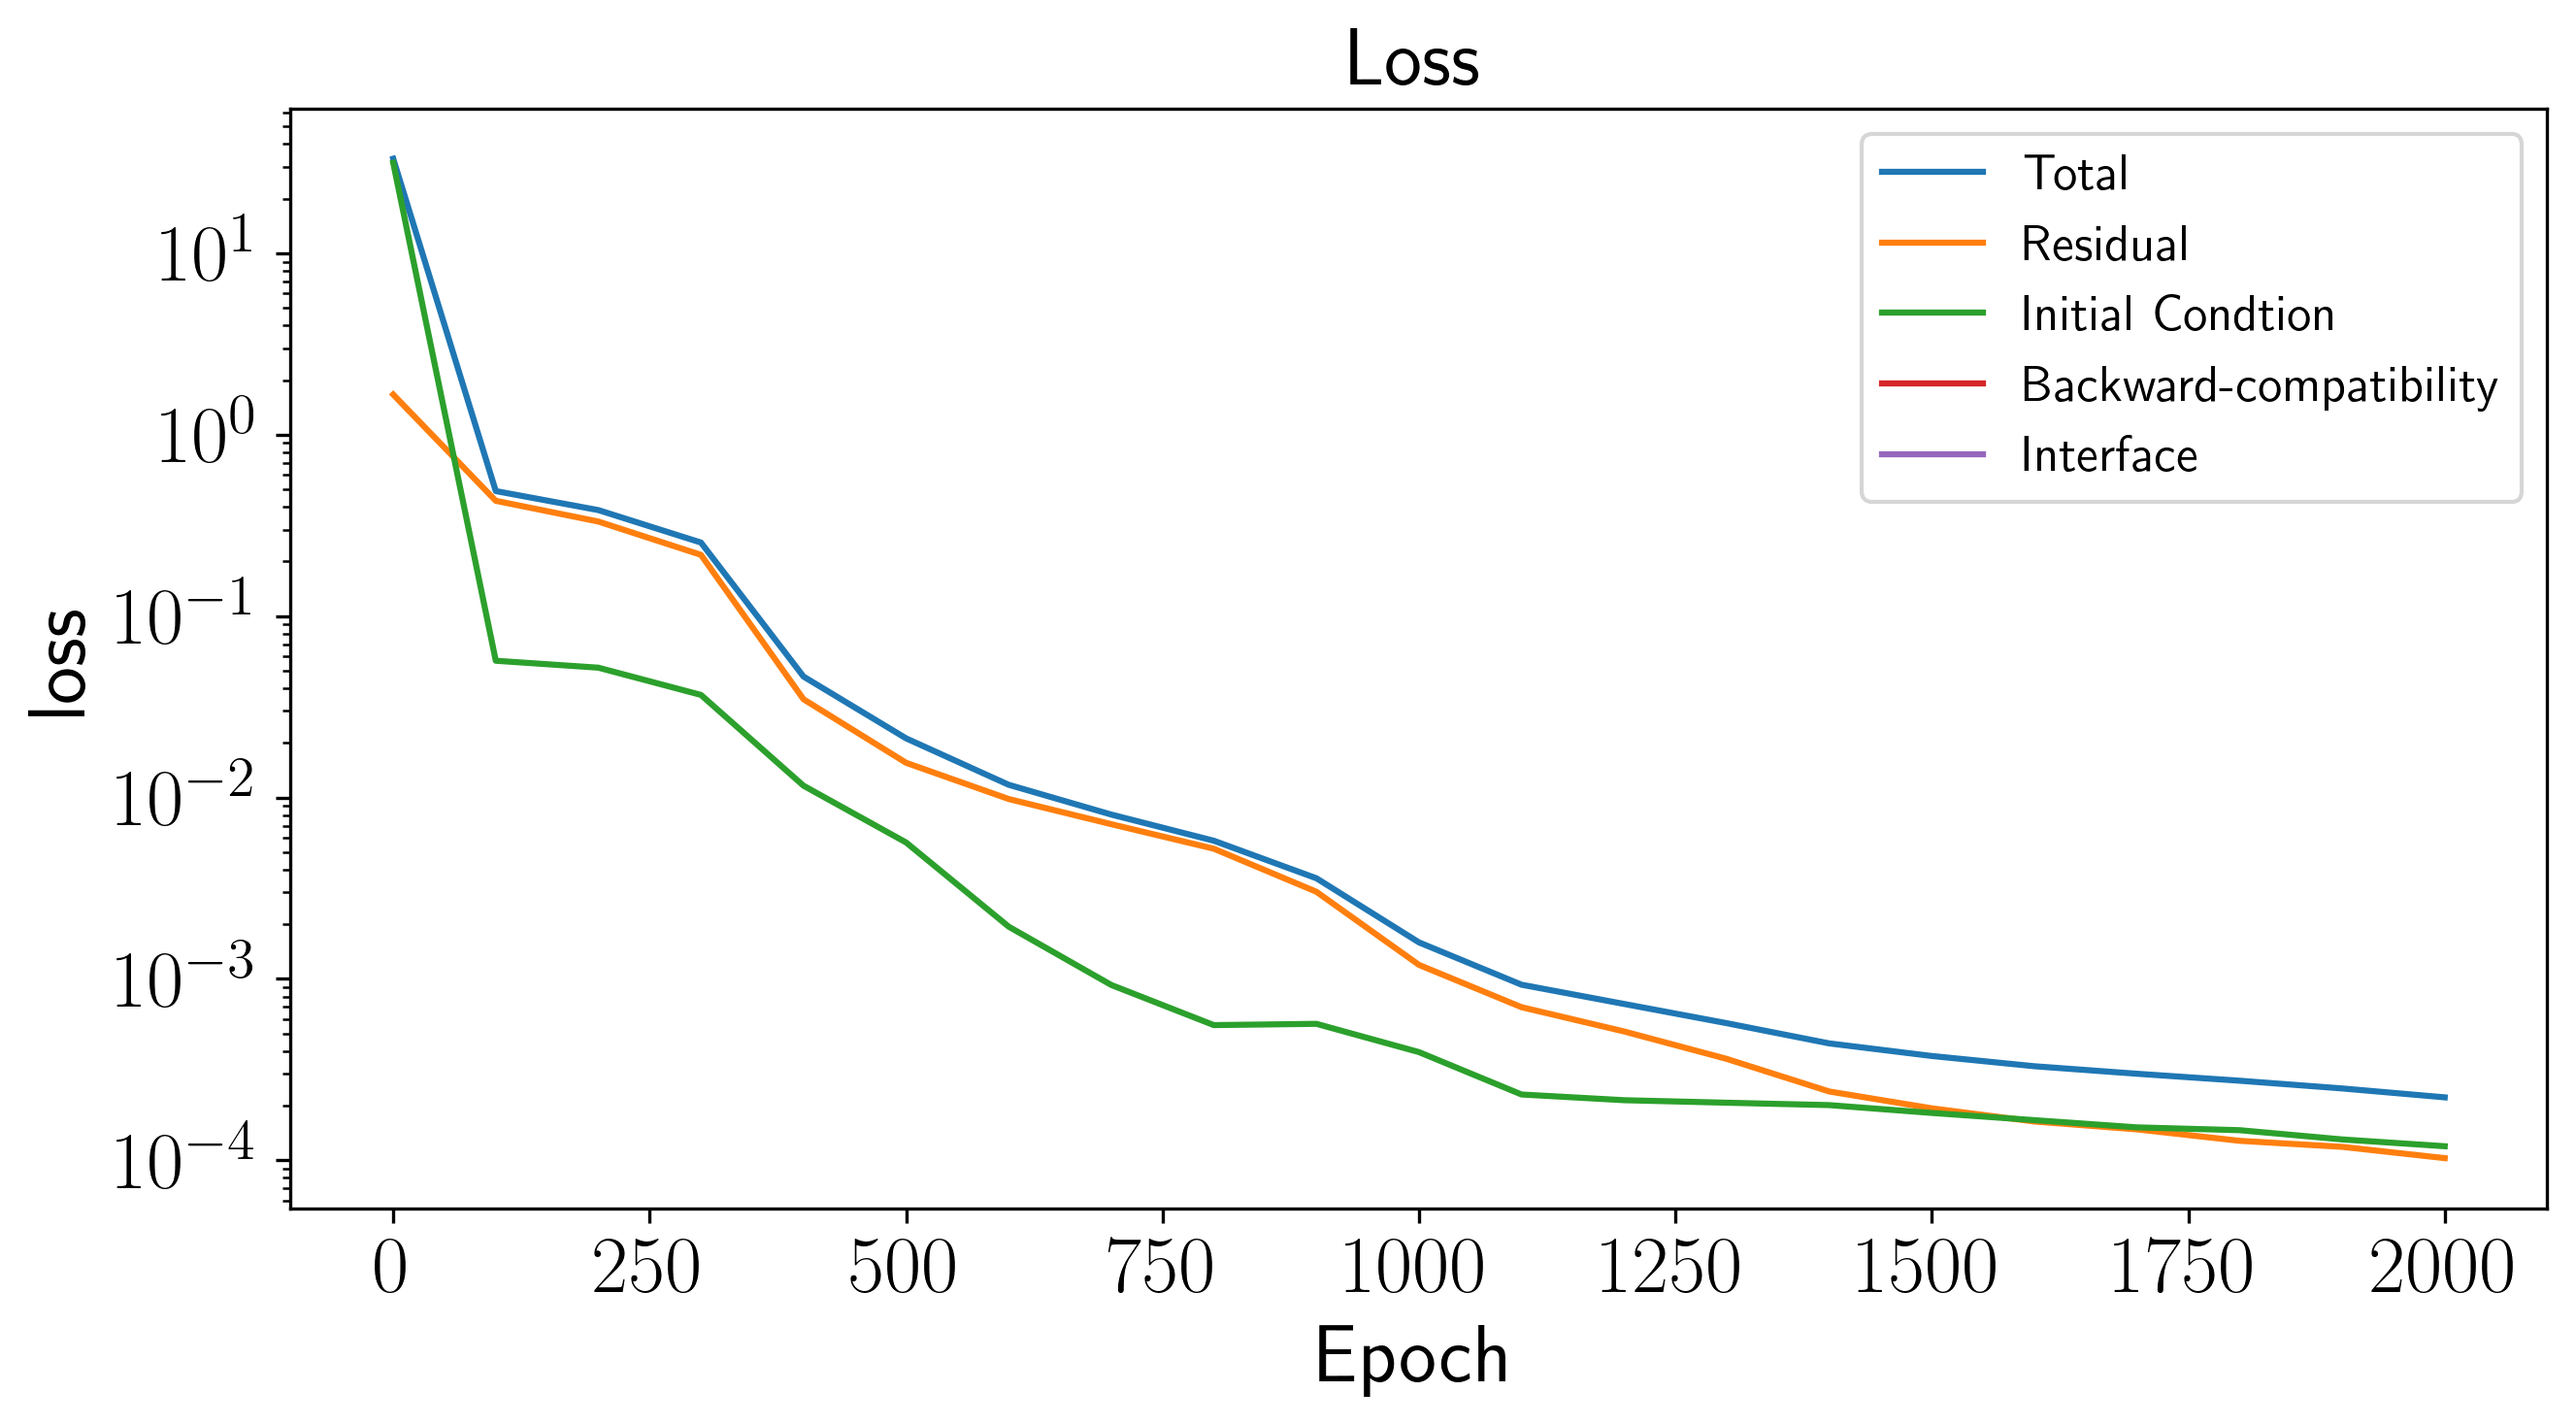 Loss
Total
Residual
Initial Condtion
Backward-compatibility
Interface
loss
10^1
10^0
10^{-1}
10^{-2}
10^{-3}
10^{-4}
0 250 500 750 1000 1250 1500 1750 2000
Epoch